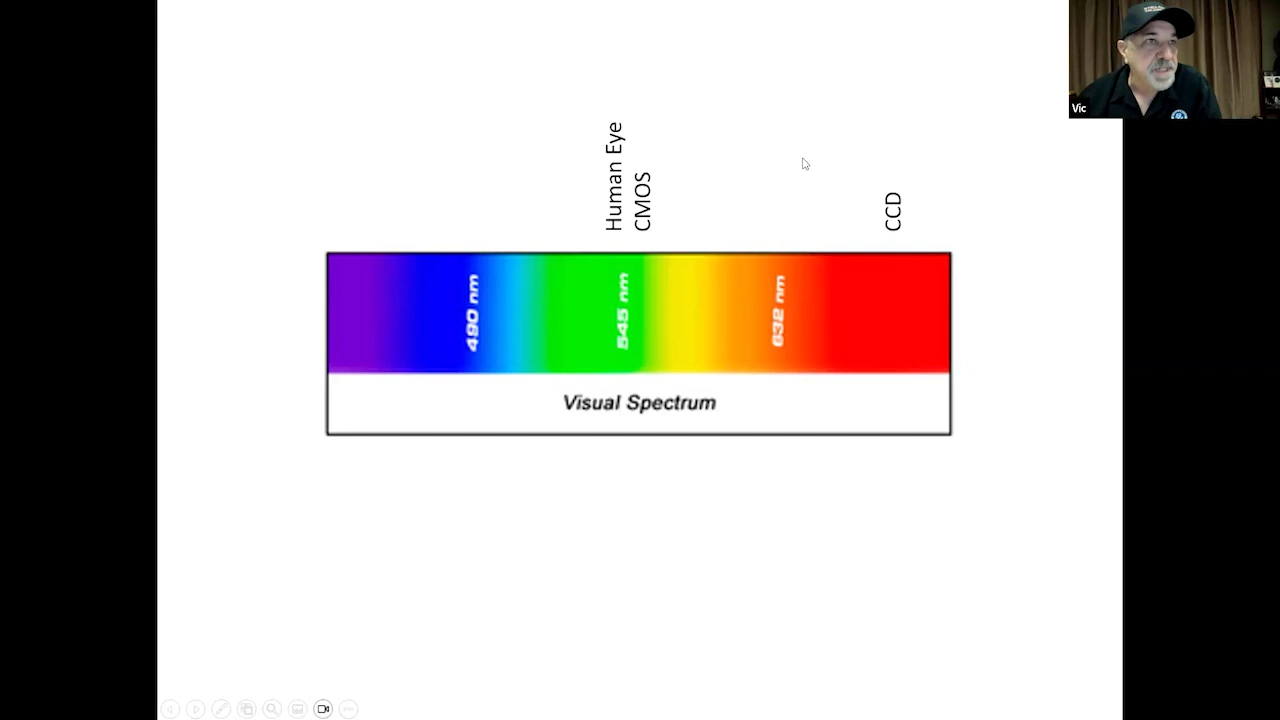 Vic
Human Eye
CMOS
CCD
490 nm
545 nm
632 nm
Visual Spectrum